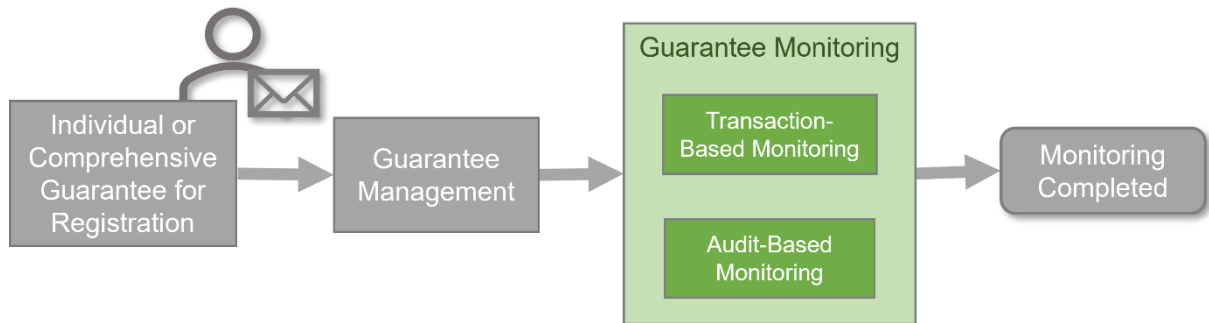 Individual or
Comprehensive
Guarantee for
Registration
Guarantee
Management
Guarantee Monitoring
Transaction-
Based Monitoring
Audit-Based
Monitoring
Monitoring
Completed